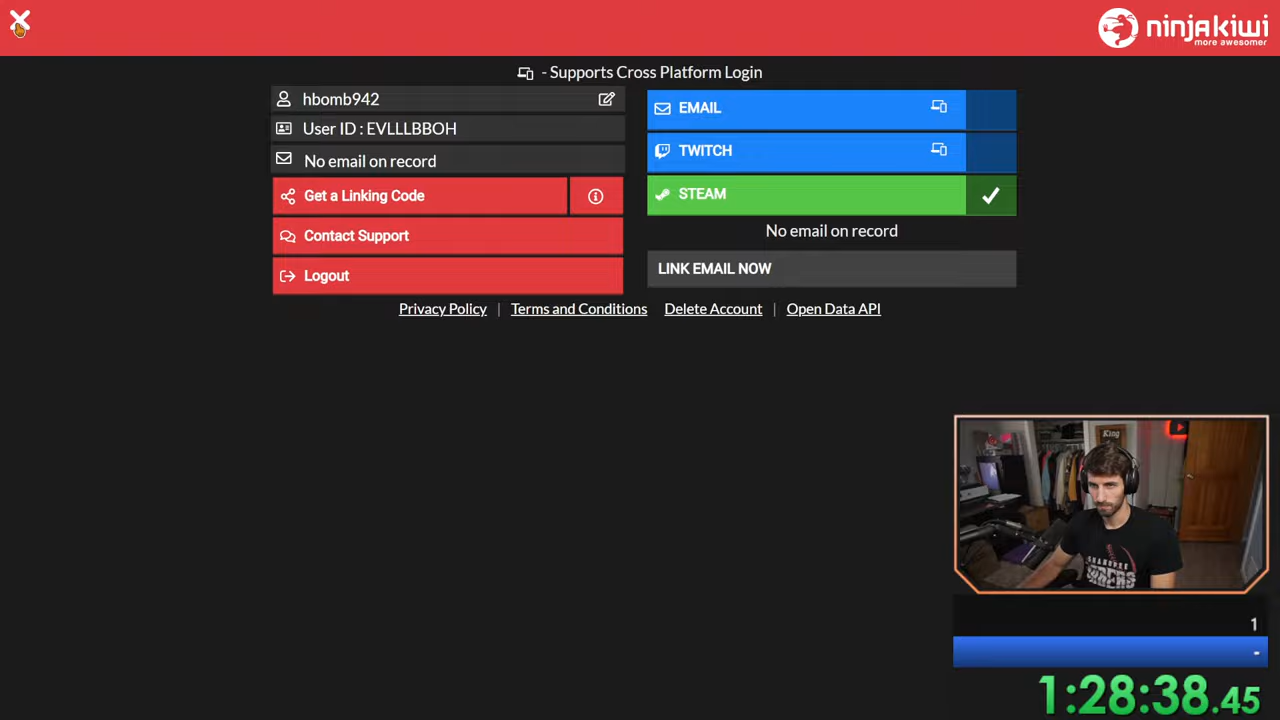 ninjakiwi
more awesomer
- Supports Cross Platform Login
hbomb942
User ID : EVLLLBBOH
No email on record
Get a Linking Code
Contact Support
Logout
EMAIL
TWITCH
STEAM
No email on record
LINK EMAIL NOW
Privacy Policy | Terms and Conditions Delete Account | Open Data API
King
1
-
1:28:38.45